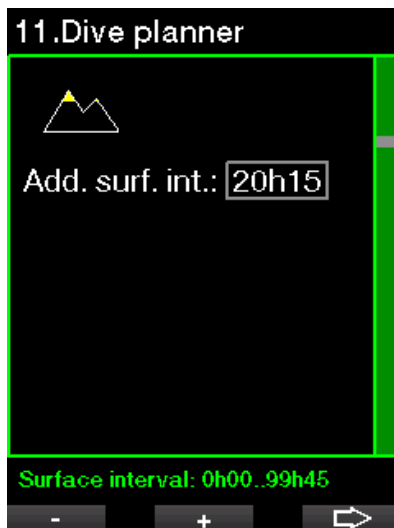 11.Dive planner
Add. surf. int.: 20h15
Surface interval: 0h00..99h45
- +